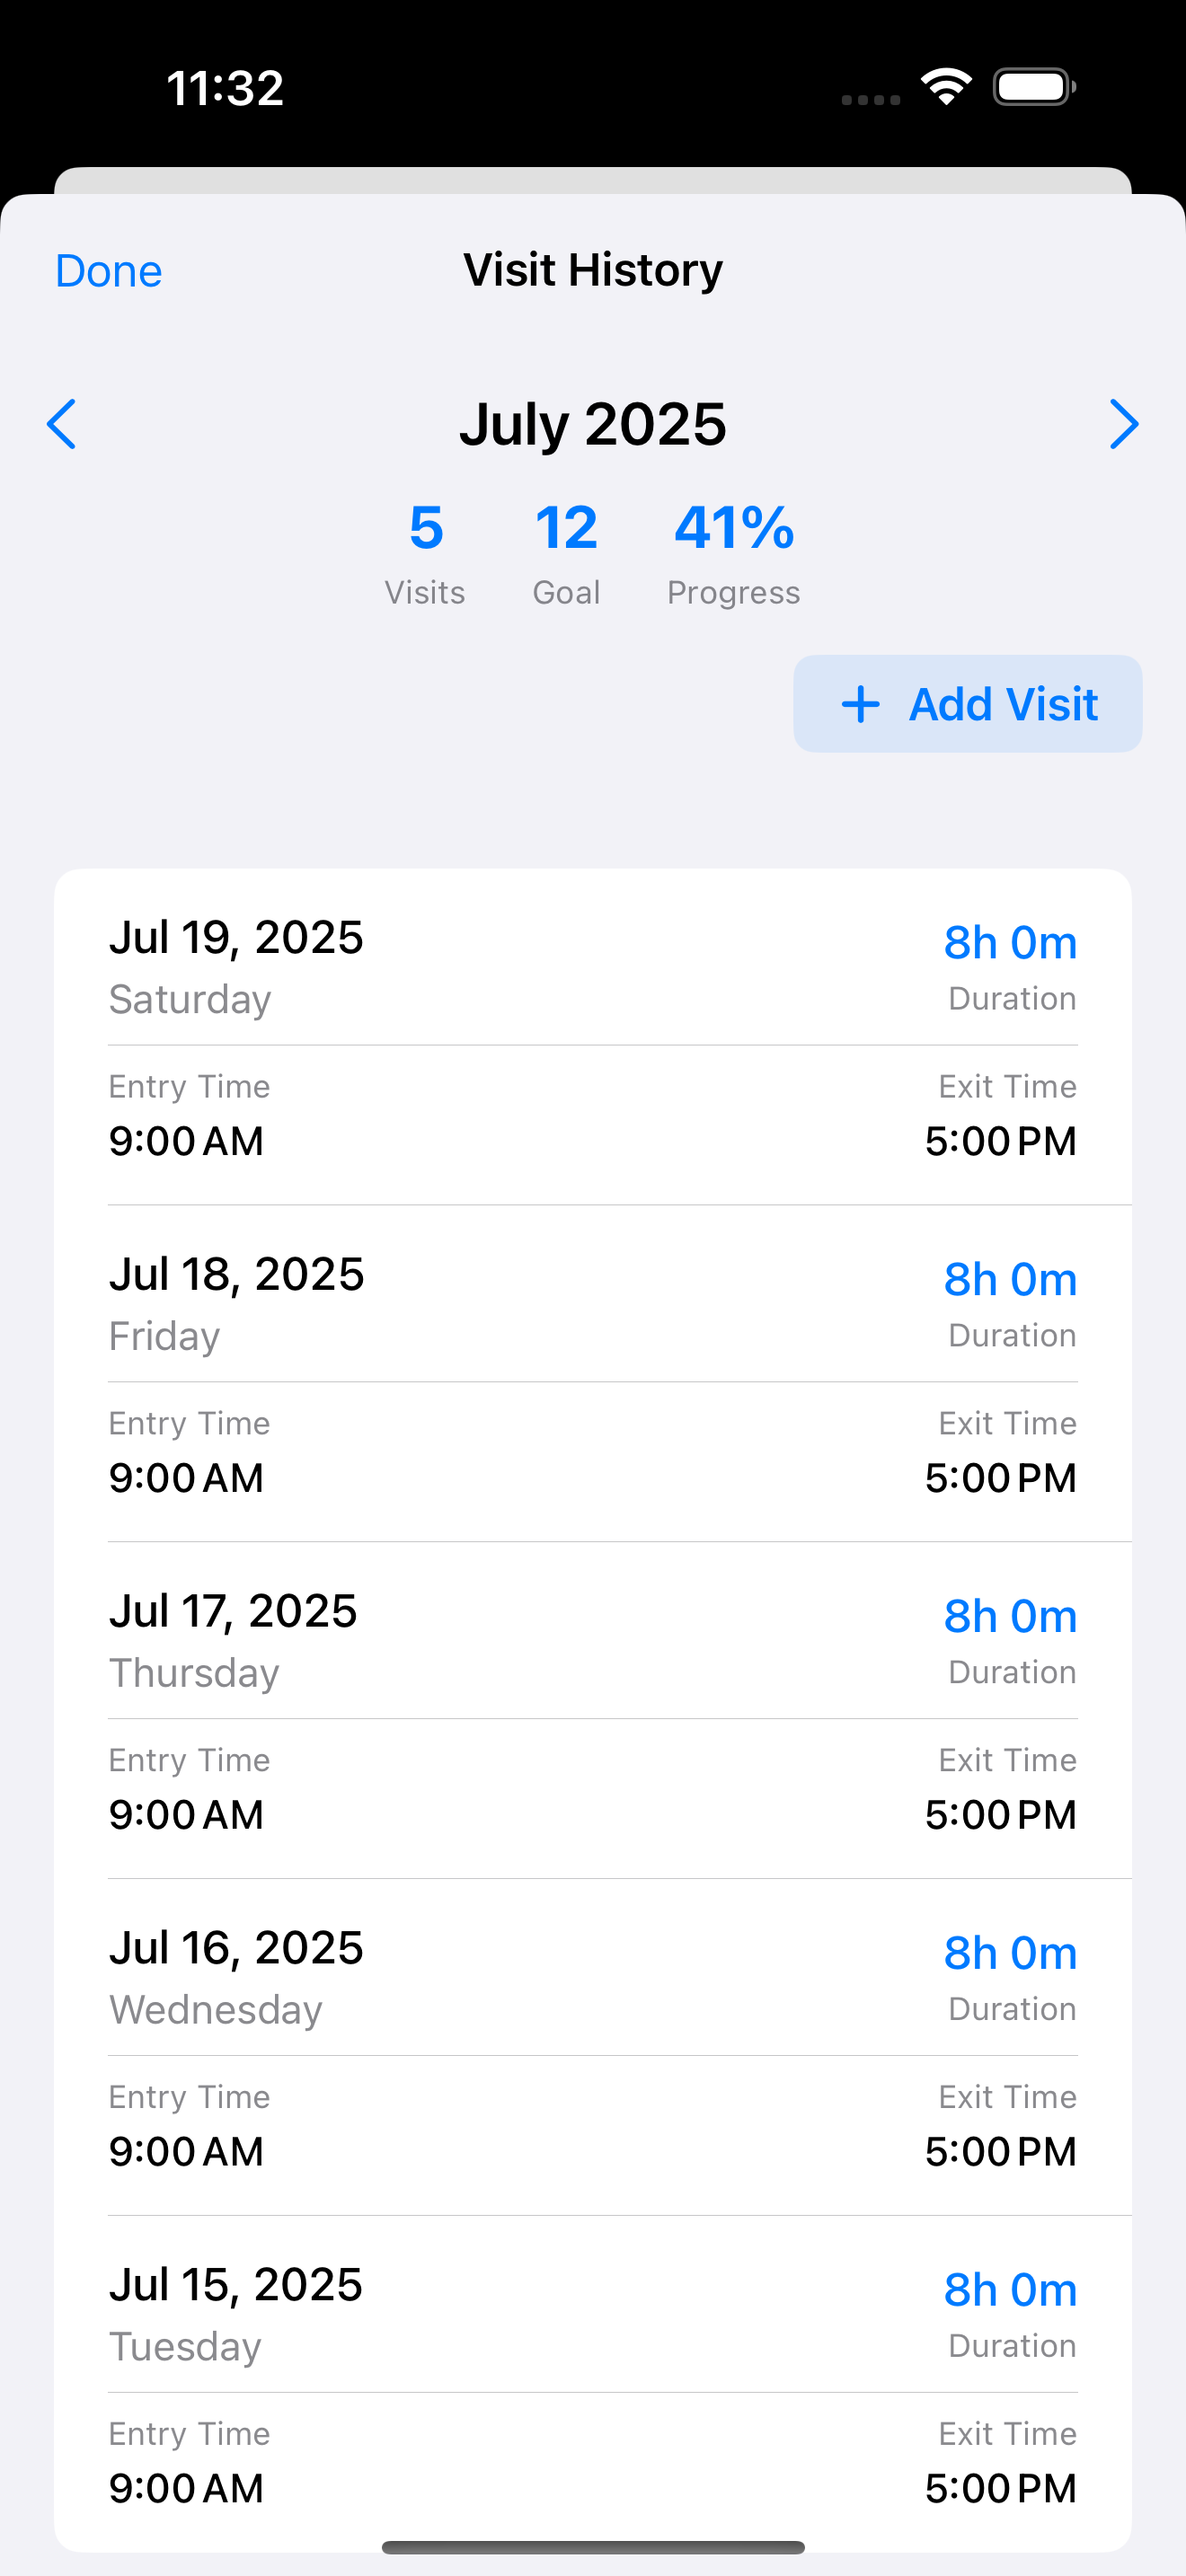 11:32
Done Visit History
July 2025
5 12 41%
Visits Goal Progress
+ Add Visit
Jul 19, 2025 8h 0m
Saturday Duration
Entry Time Exit Time
9:00 AM 5:00 PM
Jul 18, 2025 8h 0m
Friday Duration
Entry Time Exit Time
9:00 AM 5:00 PM
Jul 17, 2025 8h 0m
Thursday Duration
Entry Time Exit Time
9:00 AM 5:00 PM
Jul 16, 2025 8h 0m
Wednesday Duration
Entry Time Exit Time
9:00 AM 5:00 PM
Jul 15, 2025 8h 0m
Tuesday Duration
Entry Time Exit Time
9:00 AM 5:00 PM